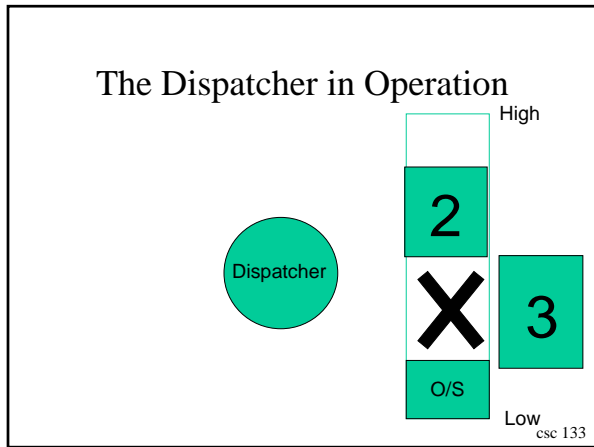 The Dispatcher in Operation
High
2
Dispatcher
3
O/S
Low
csc 133